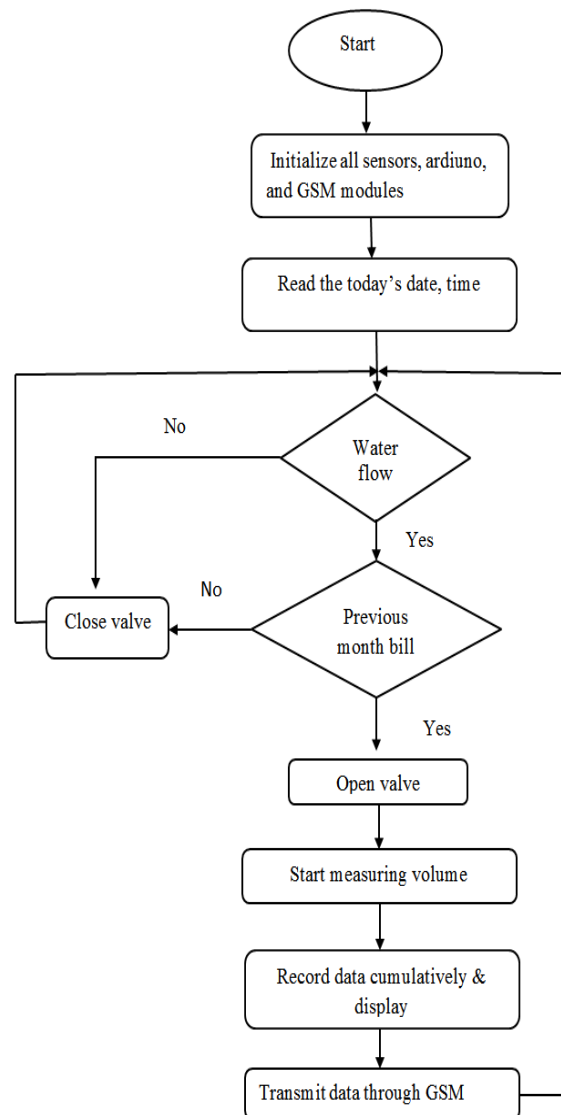 Start
Initialize all sensors, ardiuno,
and GSM modules
Read the today’s date, time
No
Water
flow
Yes
No
Close valve
Previous
month bill
Yes
Open valve
Start measuring volume
Record data cumulatively &
display
Transmit data through GSM